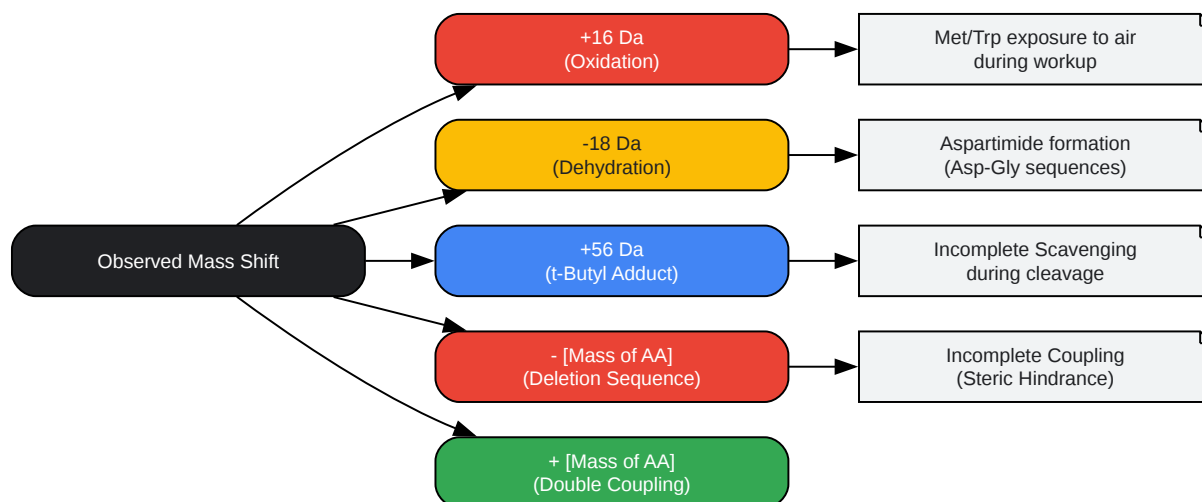 +16 Da
(Oxidation)
Met/Trp exposure to air
during workup
-18 Da
(Dehydration)
Aspartimide formation
(Asp-Gly sequences)
Observed Mass Shift
+56 Da
(t-Butyl Adduct)
Incomplete Scavenging
during cleavage
- [Mass of AA]
(Deletion Sequence)
Incomplete Coupling
(Steric Hindrance)
+ [Mass of AA]
(Double Coupling)